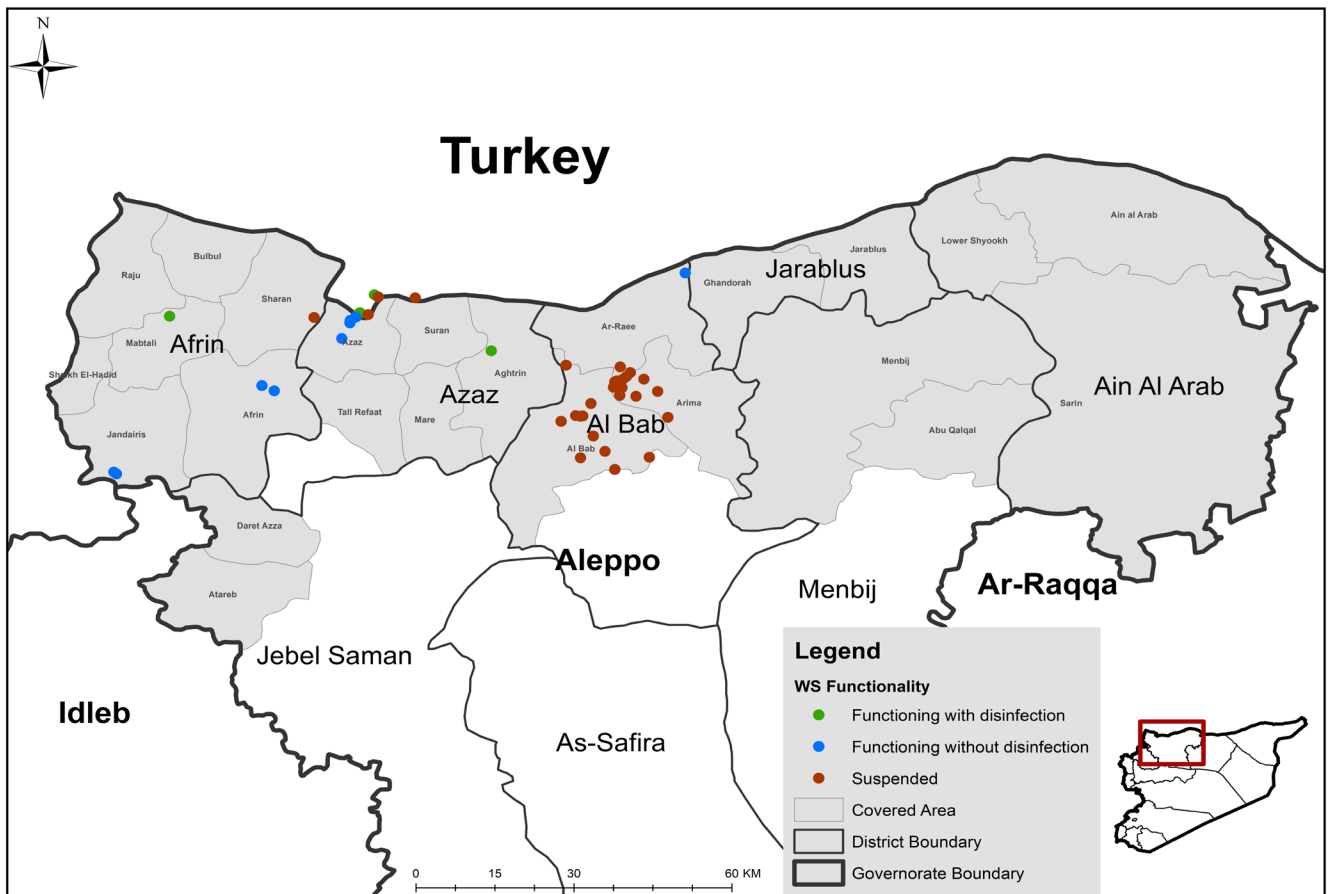 N
Turkey
Ain al Arab
Lower Shyookh
Jarablus
Bulbul
Raju
Ghandorah
Jarablus
Sharan
Ar-Raee
Suran
Azaz
Mabtali
Afrin
Menbij
Sheikh El-Hadid
Aghtrin
Ain Al Arab
Azaz
Arima
Sarin
Afrin
Tall Refaat
Mare
Al Bab
Abu Qalqal
Jandairis
Al Bab
Daret Azza
Aleppo
Ar-Raqqa
Menbij
Atareb
Jebel Saman
Idleb
As-Safira
Legend
WS Functionality
Functioning with disinfection
Functioning without disinfection
Suspended
Covered Area
District Boundary
Governorate Boundary
0 30 60 KM